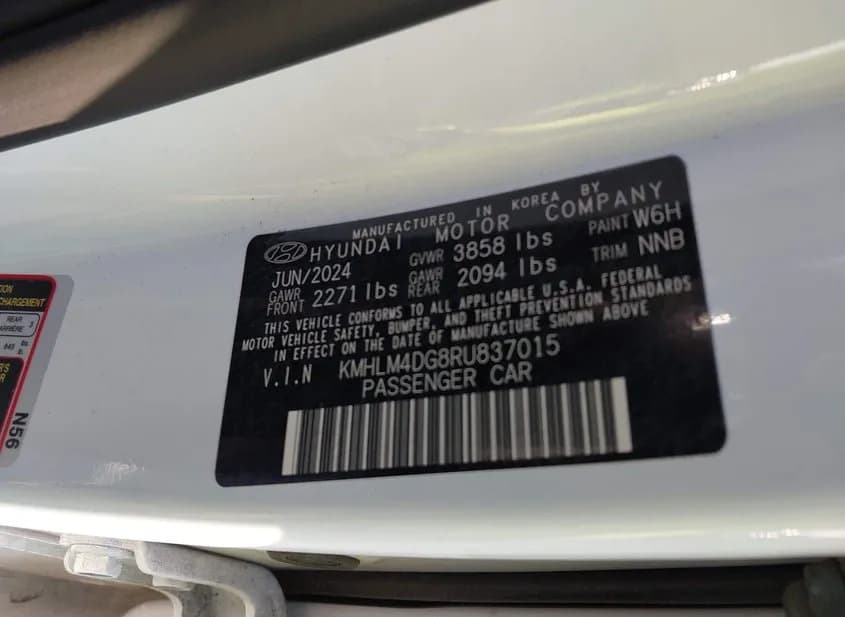 MANUFACTURED IN KOREA BY
HYUNDAI MOTOR COMPANY
JUN/2024 GVWR 3858 lbs PAINT W6H
GAWR FRONT 2271 lbs GAWR REAR 2094 lbs TRIM NNB
THIS VEHICLE CONFORMS TO ALL APPLICABLE U.S.A. FEDERAL
MOTOR VEHICLE SAFETY, BUMPER, AND THEFT PREVENTION STANDARDS
IN EFFECT ON THE DATE OF MANUFACTURE SHOWN ABOVE
V.I.N KMHLM4DG8RU837015
PASSENGER CAR
CHARGEMENT
REAR
N56